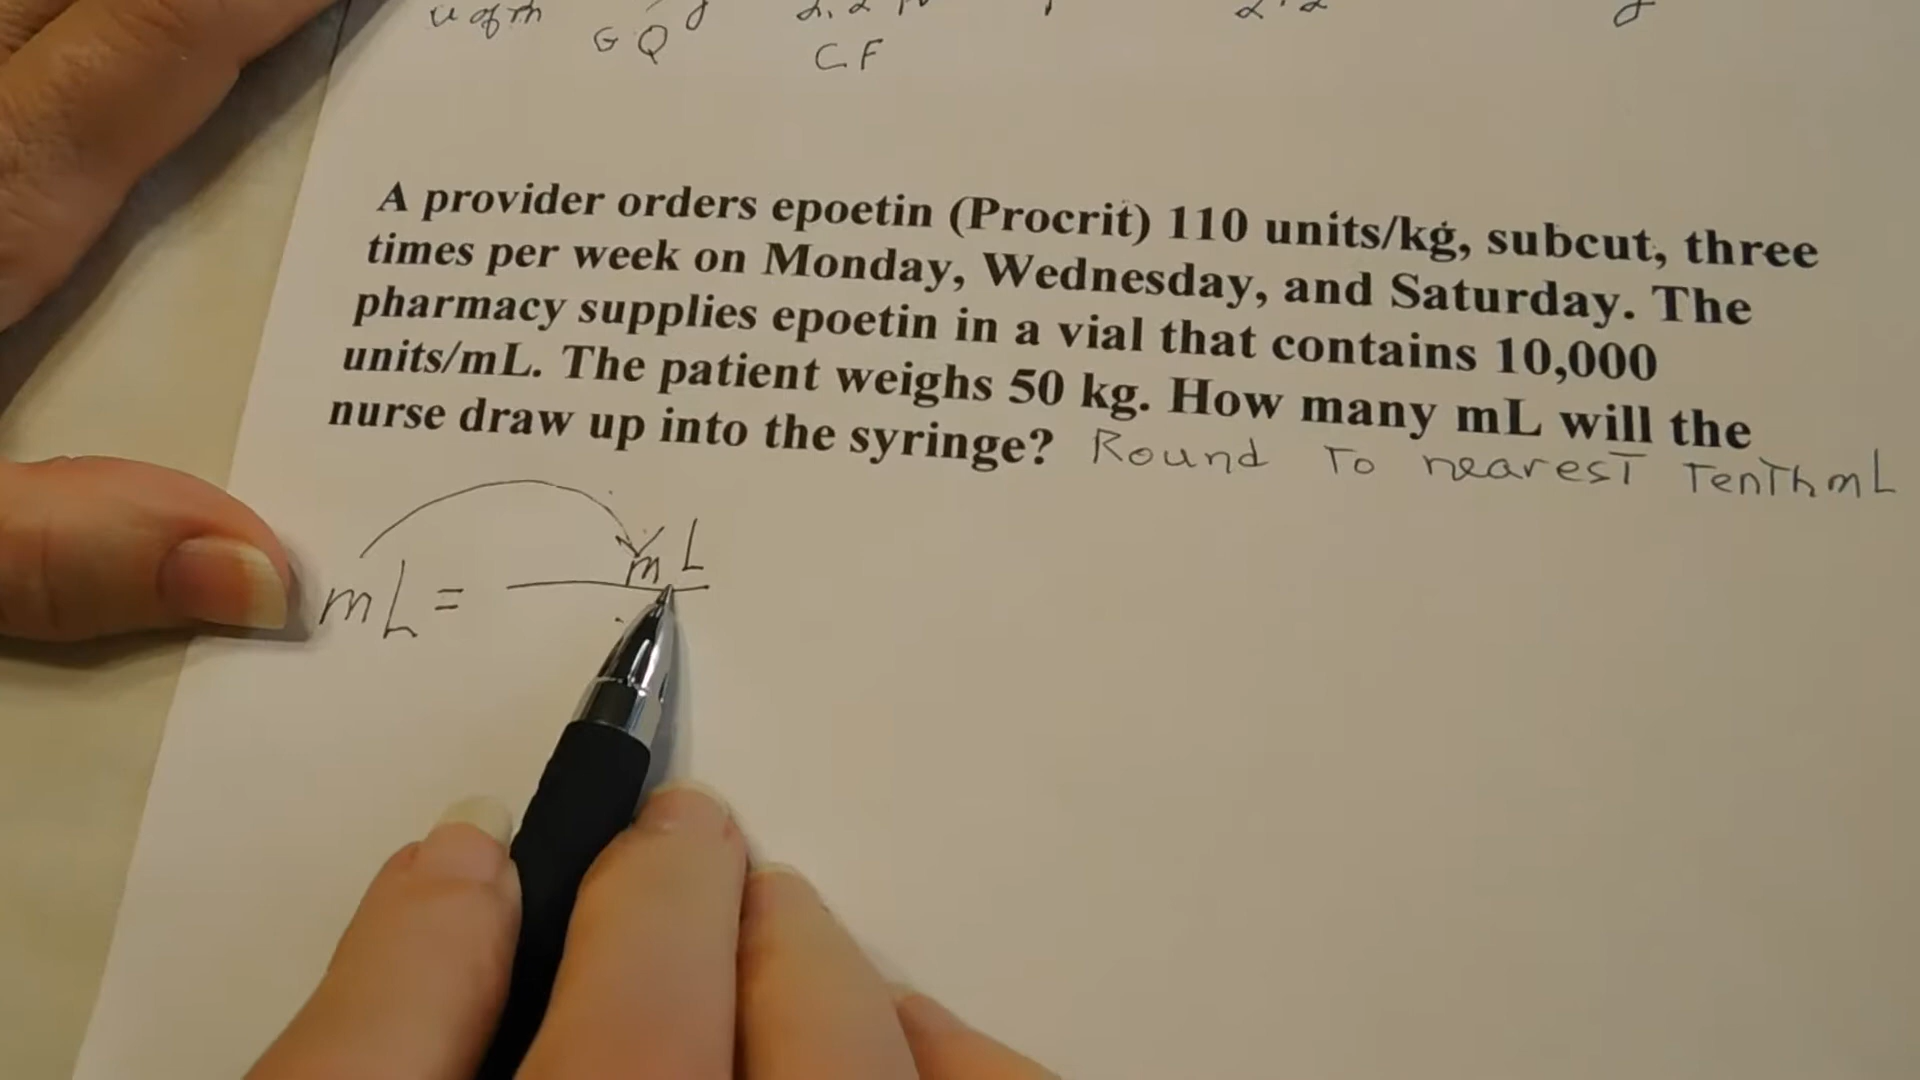 u of m
G Q
C F
A provider orders epoetin (Procrit) 110 units/kg, subcut, three
times per week on Monday, Wednesday, and Saturday. The
pharmacy supplies epoetin in a vial that contains 10,000
units/mL. The patient weighs 50 kg. How many mL will the
nurse draw up into the syringe? Round To nearest Tenth mL
mL = mL